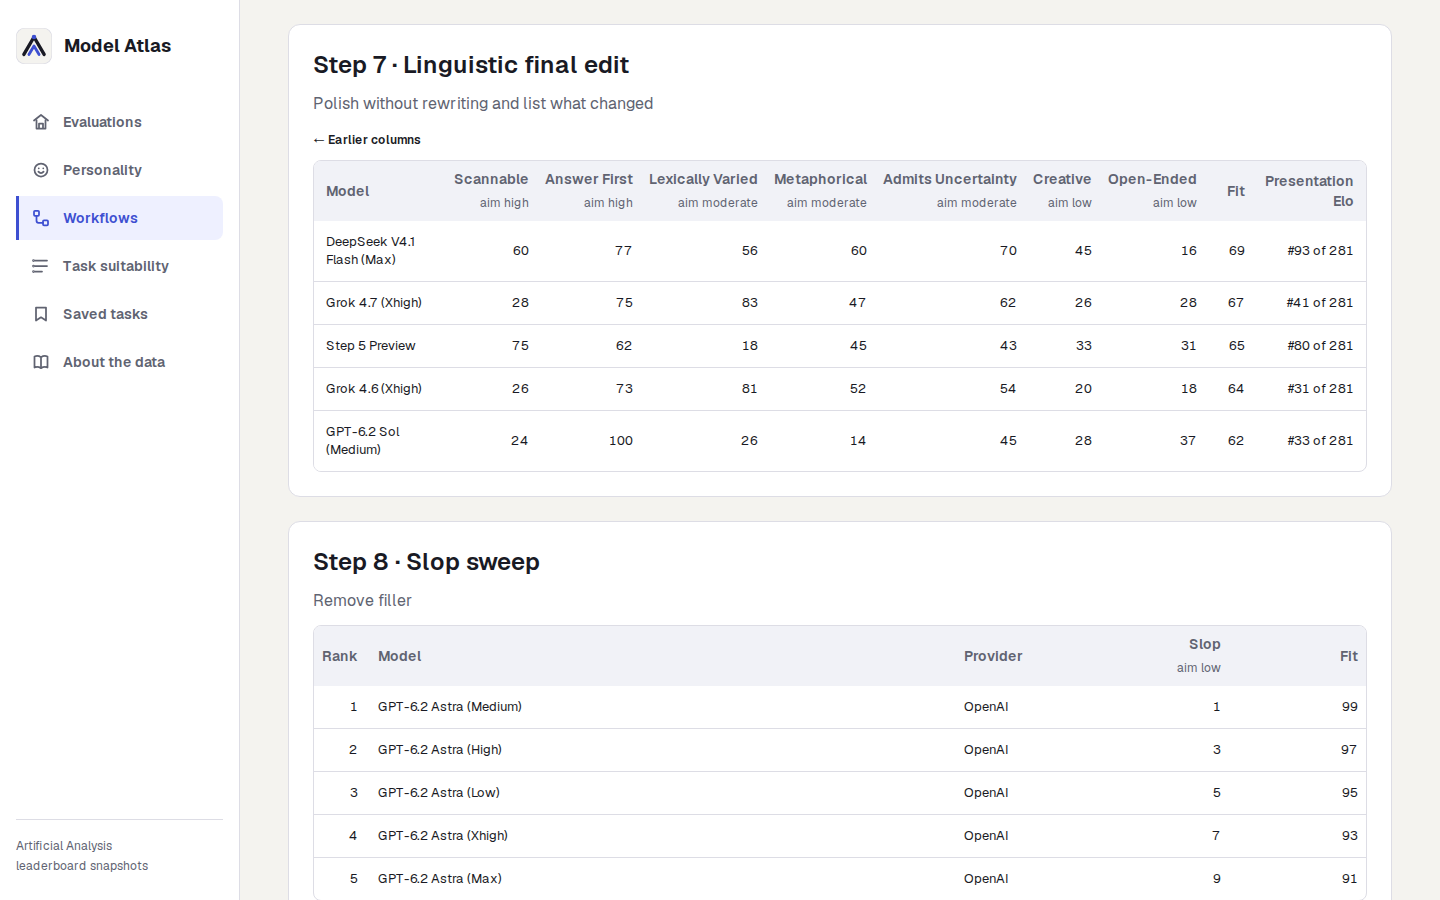 Model Atlas
Evaluations
Personality
Workflows
Task suitability
Saved tasks
About the data
Artificial Analysis
leaderboard snapshots
Step 7 · Linguistic final edit
Polish without rewriting and list what changed
← Earlier columns
Model Scannable aim high Answer First aim high Lexically Varied aim moderate Metaphorical aim moderate Admits Uncertainty aim moderate Creative aim low Open-Ended aim low Fit Presentation Elo
DeepSeek V4.1 Flash (Max) 60 77 56 60 70 45 16 69 #93 of 281
Grok 4.7 (Xhigh) 28 75 83 47 62 26 28 67 #41 of 281
Step 5 Preview 75 62 18 45 43 33 31 65 #80 of 281
Grok 4.6 (Xhigh) 26 73 81 52 54 20 18 64 #31 of 281
GPT-6.2 Sol (Medium) 24 100 26 14 45 28 37 62 #33 of 281
Step 8 · Slop sweep
Remove filler
Rank Model Provider Slop aim low Fit
1 GPT-6.2 Astra (Medium) OpenAI 1 99
2 GPT-6.2 Astra (High) OpenAI 3 97
3 GPT-6.2 Astra (Low) OpenAI 5 95
4 GPT-6.2 Astra (Xhigh) OpenAI 7 93
5 GPT-6.2 Astra (Max) OpenAI 9 91